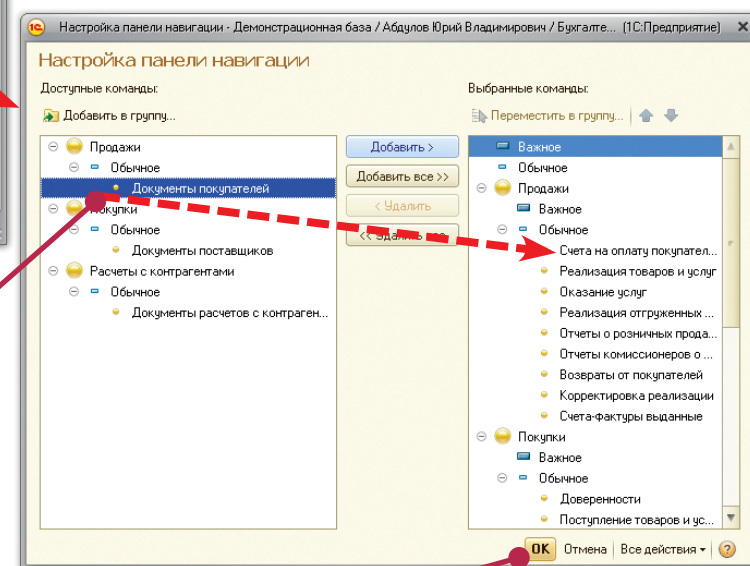 Настройка панели навигации - Демонстрационная база / Абдулов Юрий Владимирович / Бухгалте... (1С:Предприятие)
Настройка панели навигации
Доступные команды:
Добавить в группу...
Продажи
Обычное
Документы покупателей
Покупки
Обычное
Документы поставщиков
Расчеты с контрагентами
Обычное
Документы расчетов с контраген...
Добавить >
Добавить все >>
< Удалить
<< Удалить все
Выбранные команды:
Переместить в группу...
Важное
Обычное
Продажи
Важное
Обычное
Счета на оплату покупател...
Реализация товаров и услуг
Оказание услуг
Реализация отгруженных ...
Отчеты о розничных прода...
Отчеты комиссионеров о ...
Возвраты от покупателей
Корректировка реализации
Счета-фактуры выданные
Покупки
Важное
Обычное
Доверенности
Поступление товаров и ус...
OK Отмена Все действия ?